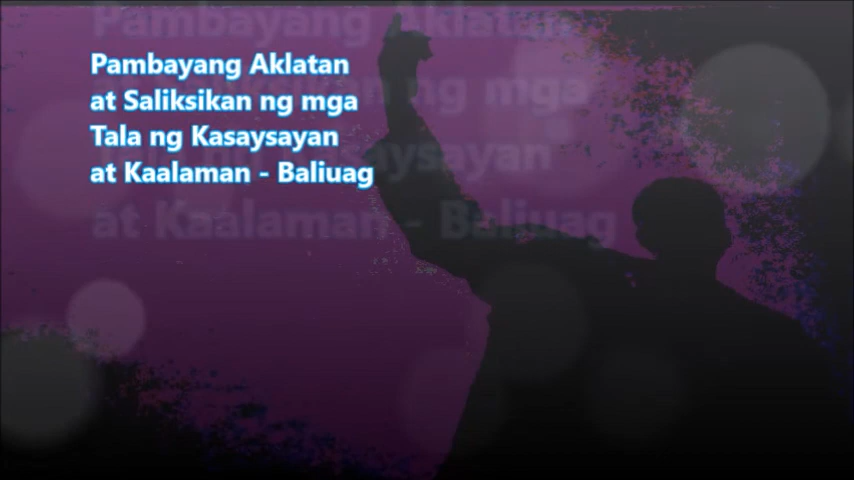 Pambayang Aklatan
at Saliksikan ng mga
Tala ng Kasaysayan
at Kaalaman - Baliuag